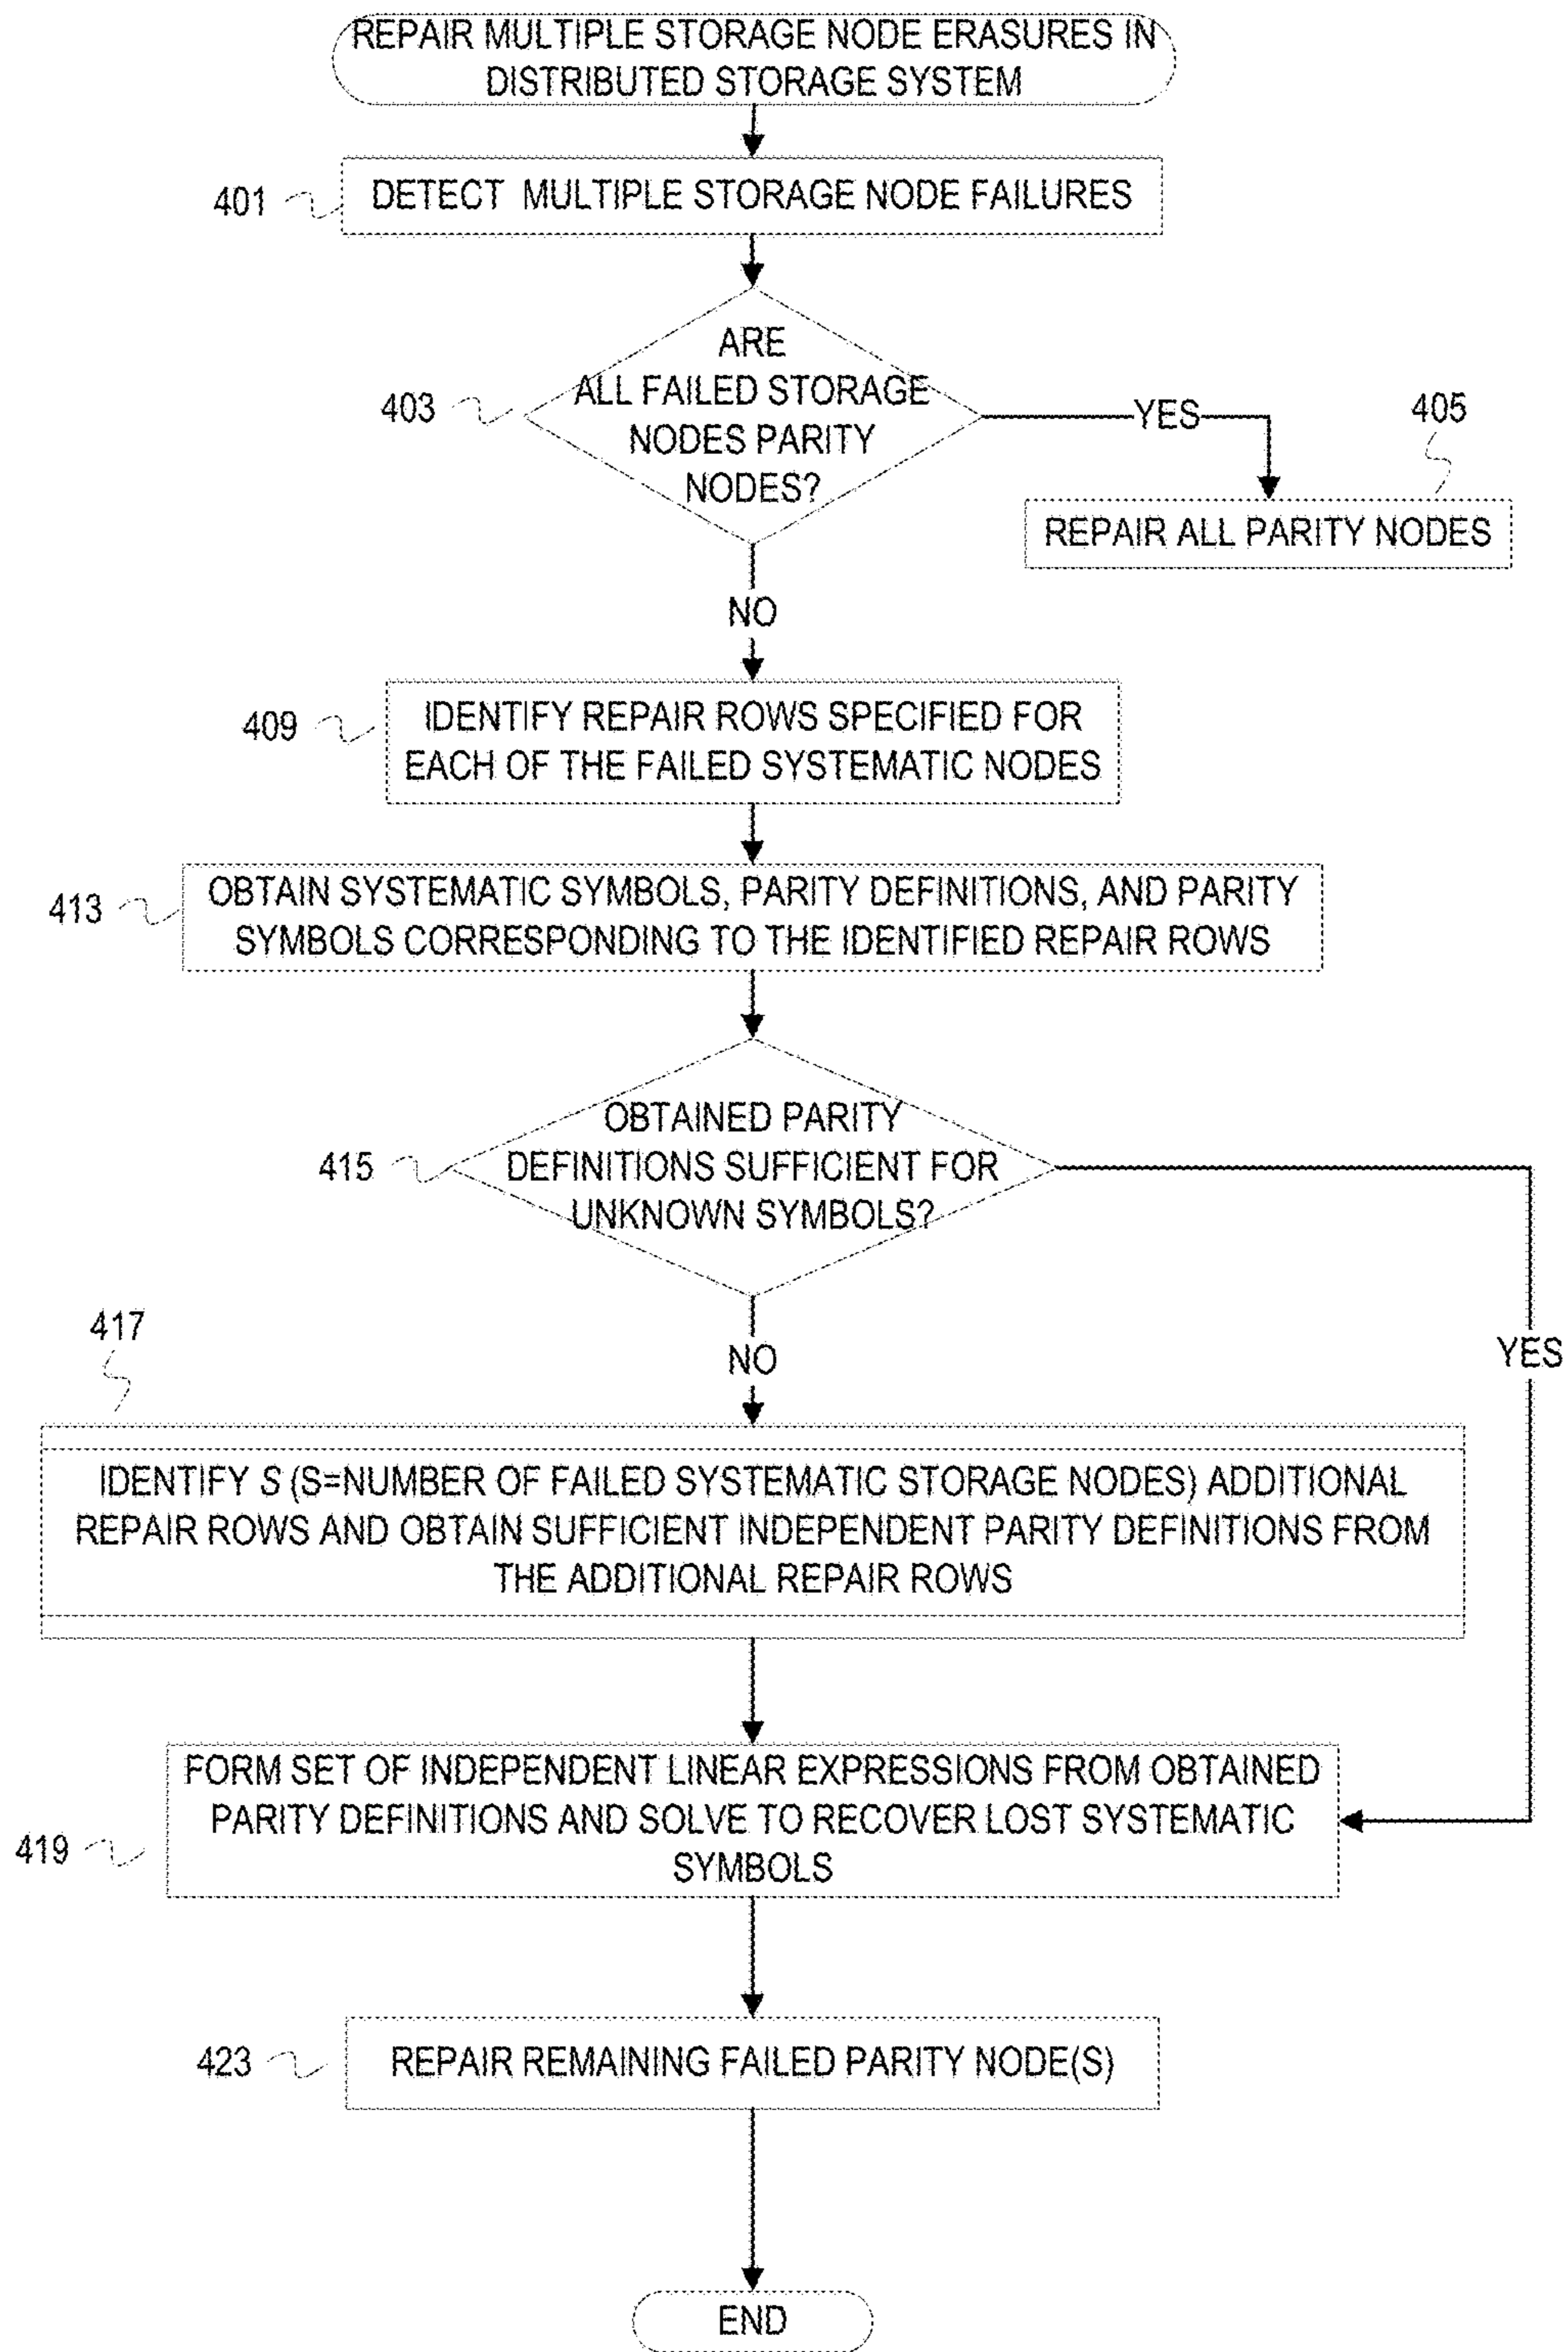 REPAIR MULTIPLE STORAGE NODE ERASURES IN
DISTRIBUTED STORAGE SYSTEM
401
DETECT MULTIPLE STORAGE NODE FAILURES
ARE
ALL FAILED STORAGE
NODES PARITY
NODES?
403
YES
405
REPAIR ALL PARITY NODES
NO
409
IDENTIFY REPAIR ROWS SPECIFIED FOR
EACH OF THE FAILED SYSTEMATIC NODES
413
OBTAIN SYSTEMATIC SYMBOLS, PARITY DEFINITIONS, AND PARITY
SYMBOLS CORRESPONDING TO THE IDENTIFIED REPAIR ROWS
415
OBTAINED PARITY
DEFINITIONS SUFFICIENT FOR
UNKNOWN SYMBOLS?
417
NO
YES
IDENTIFY S (S=NUMBER OF FAILED SYSTEMATIC STORAGE NODES) ADDITIONAL
REPAIR ROWS AND OBTAIN SUFFICIENT INDEPENDENT PARITY DEFINITIONS FROM
THE ADDITIONAL REPAIR ROWS
419
FORM SET OF INDEPENDENT LINEAR EXPRESSIONS FROM OBTAINED
PARITY DEFINITIONS AND SOLVE TO RECOVER LOST SYSTEMATIC
SYMBOLS
423
REPAIR REMAINING FAILED PARITY NODE(S)
END